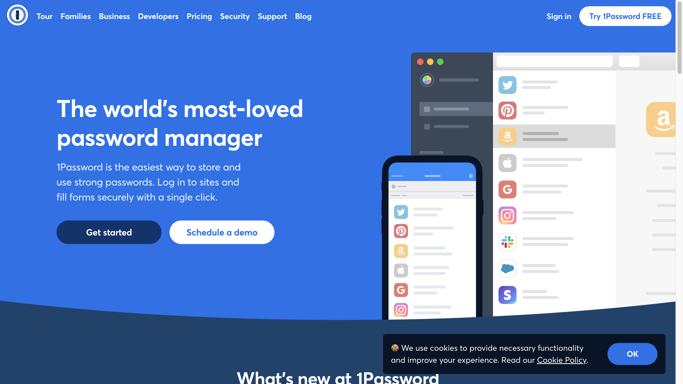 Tour Families Business Developers Pricing Security Support Blog Sign in Try 1Password FREE
The world's most-loved
password manager
1Password is the easiest way to store and
use strong passwords. Log in to sites and
fill forms securely with a single click.
Get started Schedule a demo
🍪 We use cookies to provide necessary functionality
and improve your experience. Read our Cookie Policy.
OK
What's new at 1Password